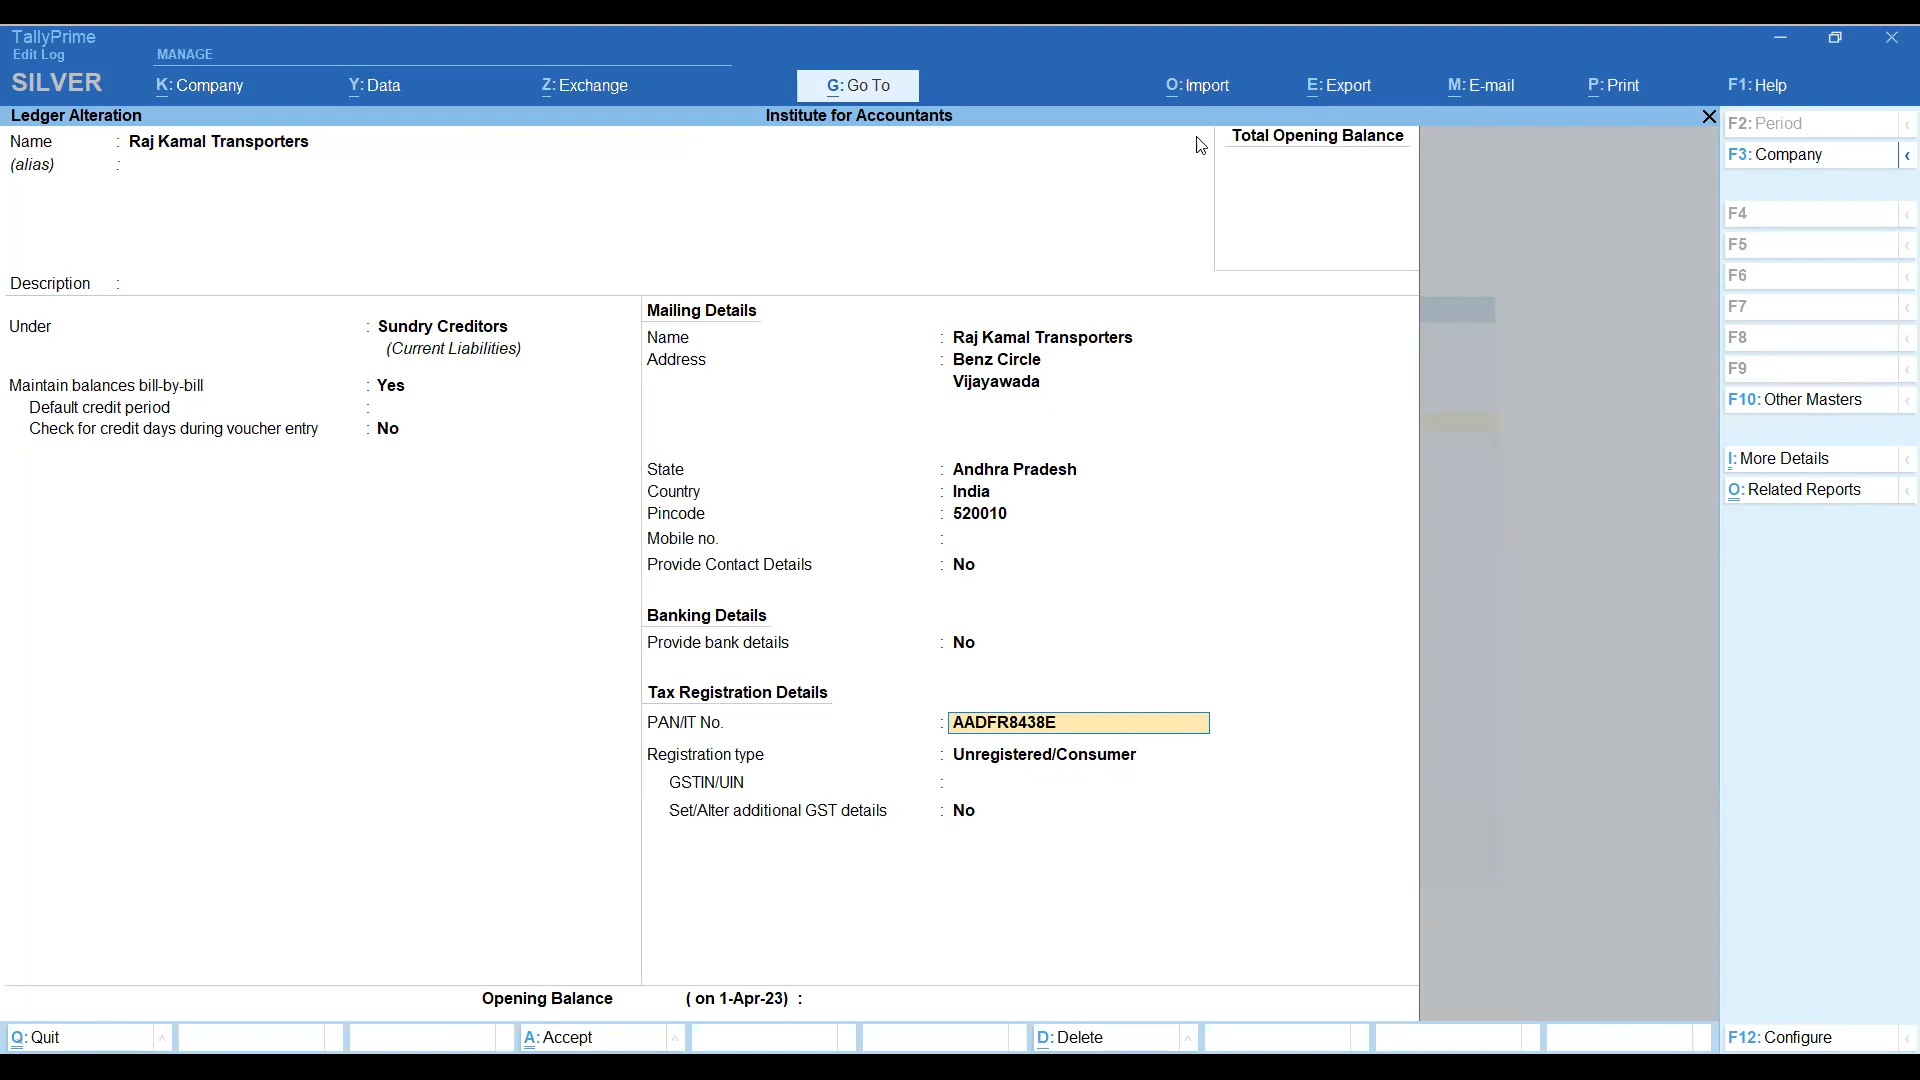 TallyPrime
Edit Log
SILVER
MANAGE
K: Company
Y: Data
Z: Exchange
G: Go To
O: Import
E: Export
M: E-mail
P: Print
F1: Help
Ledger Alteration
Institute for Accountants
Name : Raj Kamal Transporters
(alias) :
Total Opening Balance
Description :
Under : Sundry Creditors
(Current Liabilities)
Maintain balances bill-by-bill : Yes
Default credit period :
Check for credit days during voucher entry : No
Mailing Details
Name : Raj Kamal Transporters
Address : Benz Circle
Vijayawada
State : Andhra Pradesh
Country : India
Pincode : 520010
Mobile no. :
Provide Contact Details : No
Banking Details
Provide bank details : No
Tax Registration Details
PAN/IT No. : AADFR8438E
Registration type : Unregistered/Consumer
GSTIN/UIN :
Set/Alter additional GST details : No
Opening Balance ( on 1-Apr-23) :
F2: Period
F3: Company
F4
F5
F6
F7
F8
F9
F10: Other Masters
I: More Details
O: Related Reports
Q: Quit
A: Accept
D: Delete
F12: Configure